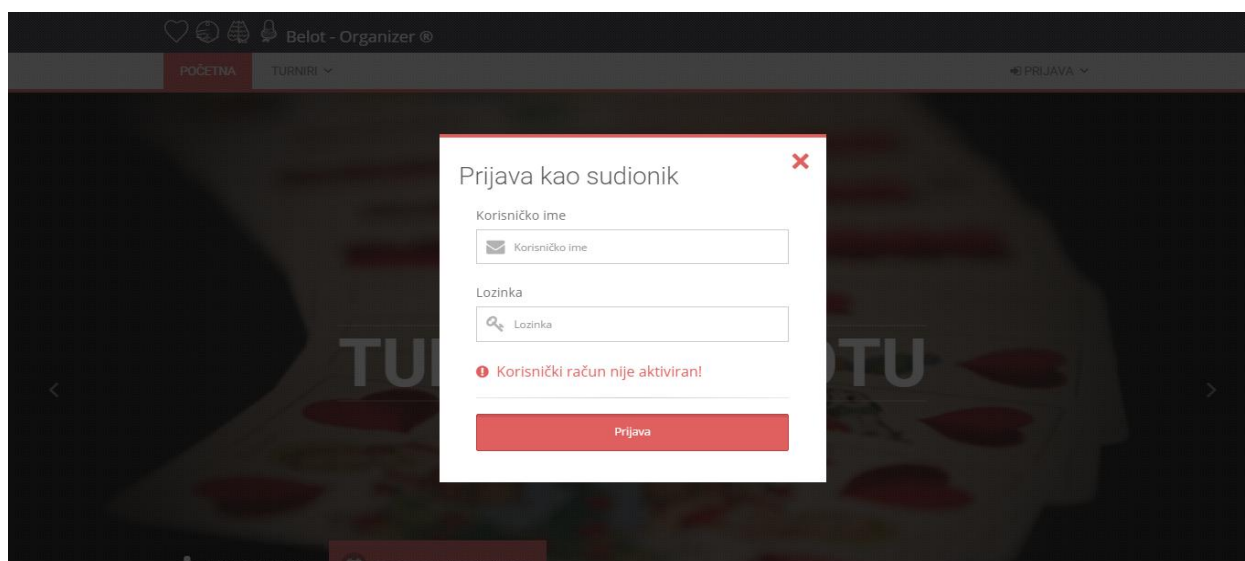 Belot - Organizer ®
POČETNA
TURNIRI
PRIJAVA
Prijava kao sudionik
Korisničko ime
Korisničko ime
Lozinka
Lozinka
Korisnički račun nije aktiviran!
Prijava